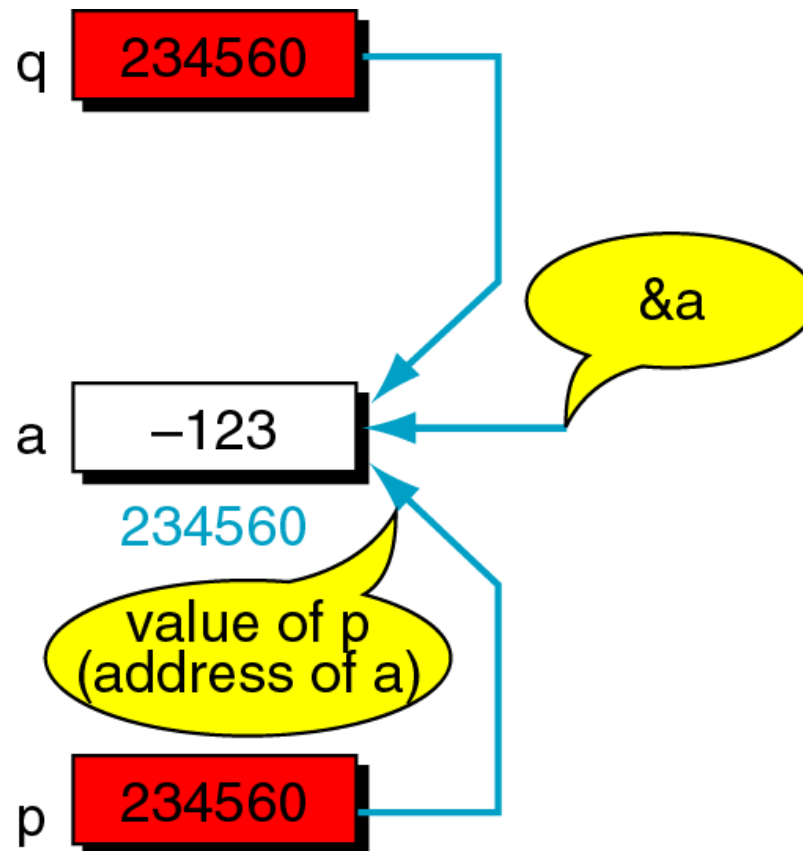 q 234560
&a
a –123
234560
value of p
(address of a)
p 234560